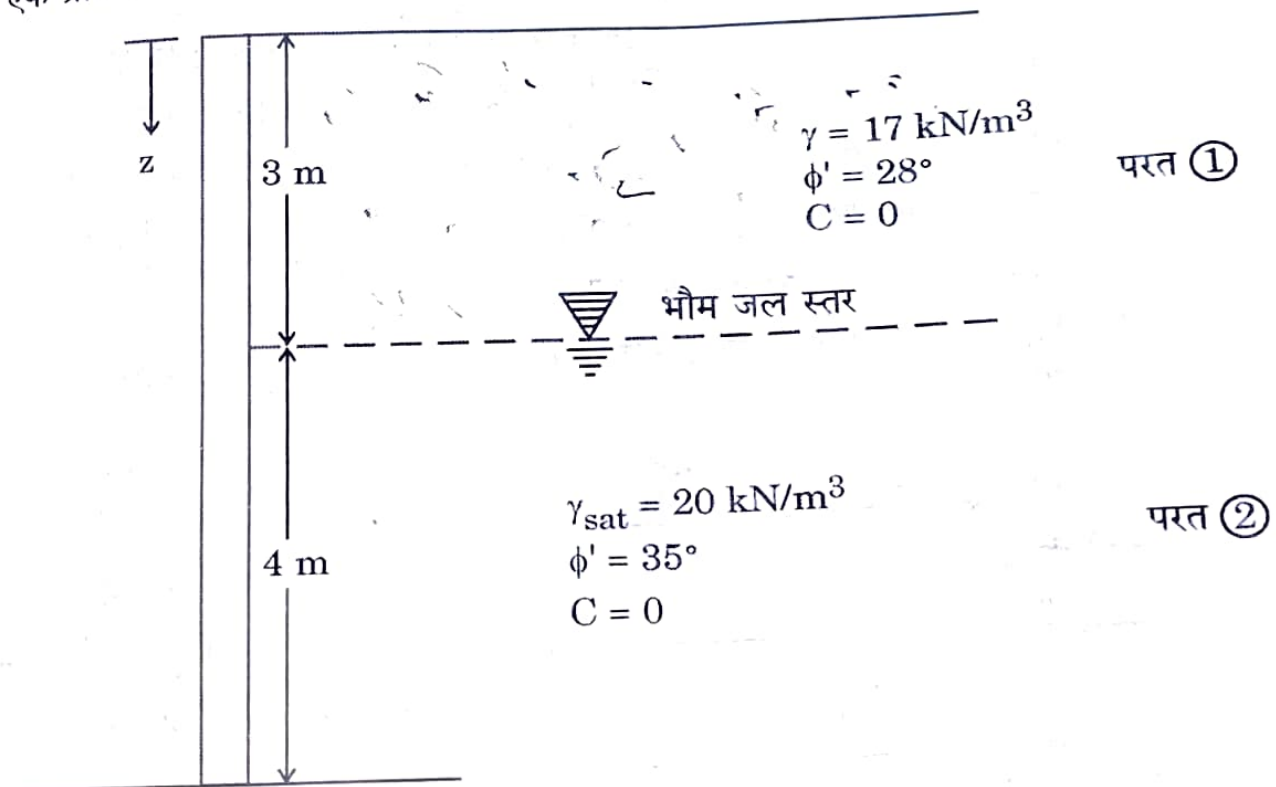 z
3 m
γ = 17 kN/m³
ϕ' = 28°
C = 0
परत ①
भौम जल स्तर
4 m
γsat = 20 kN/m³
ϕ' = 35°
C = 0
परत ②